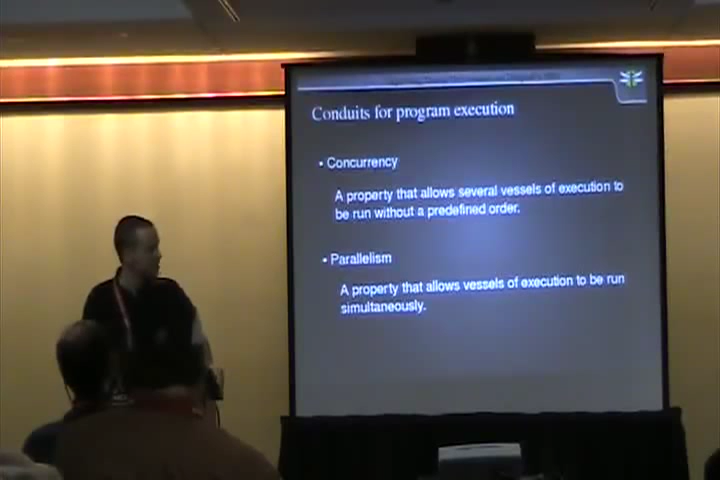 Conduits for program execution
• Concurrency
A property that allows several vessels of execution to
be run without a predefined order.
• Parallelism
A property that allows vessels of execution to be run
simultaneously.